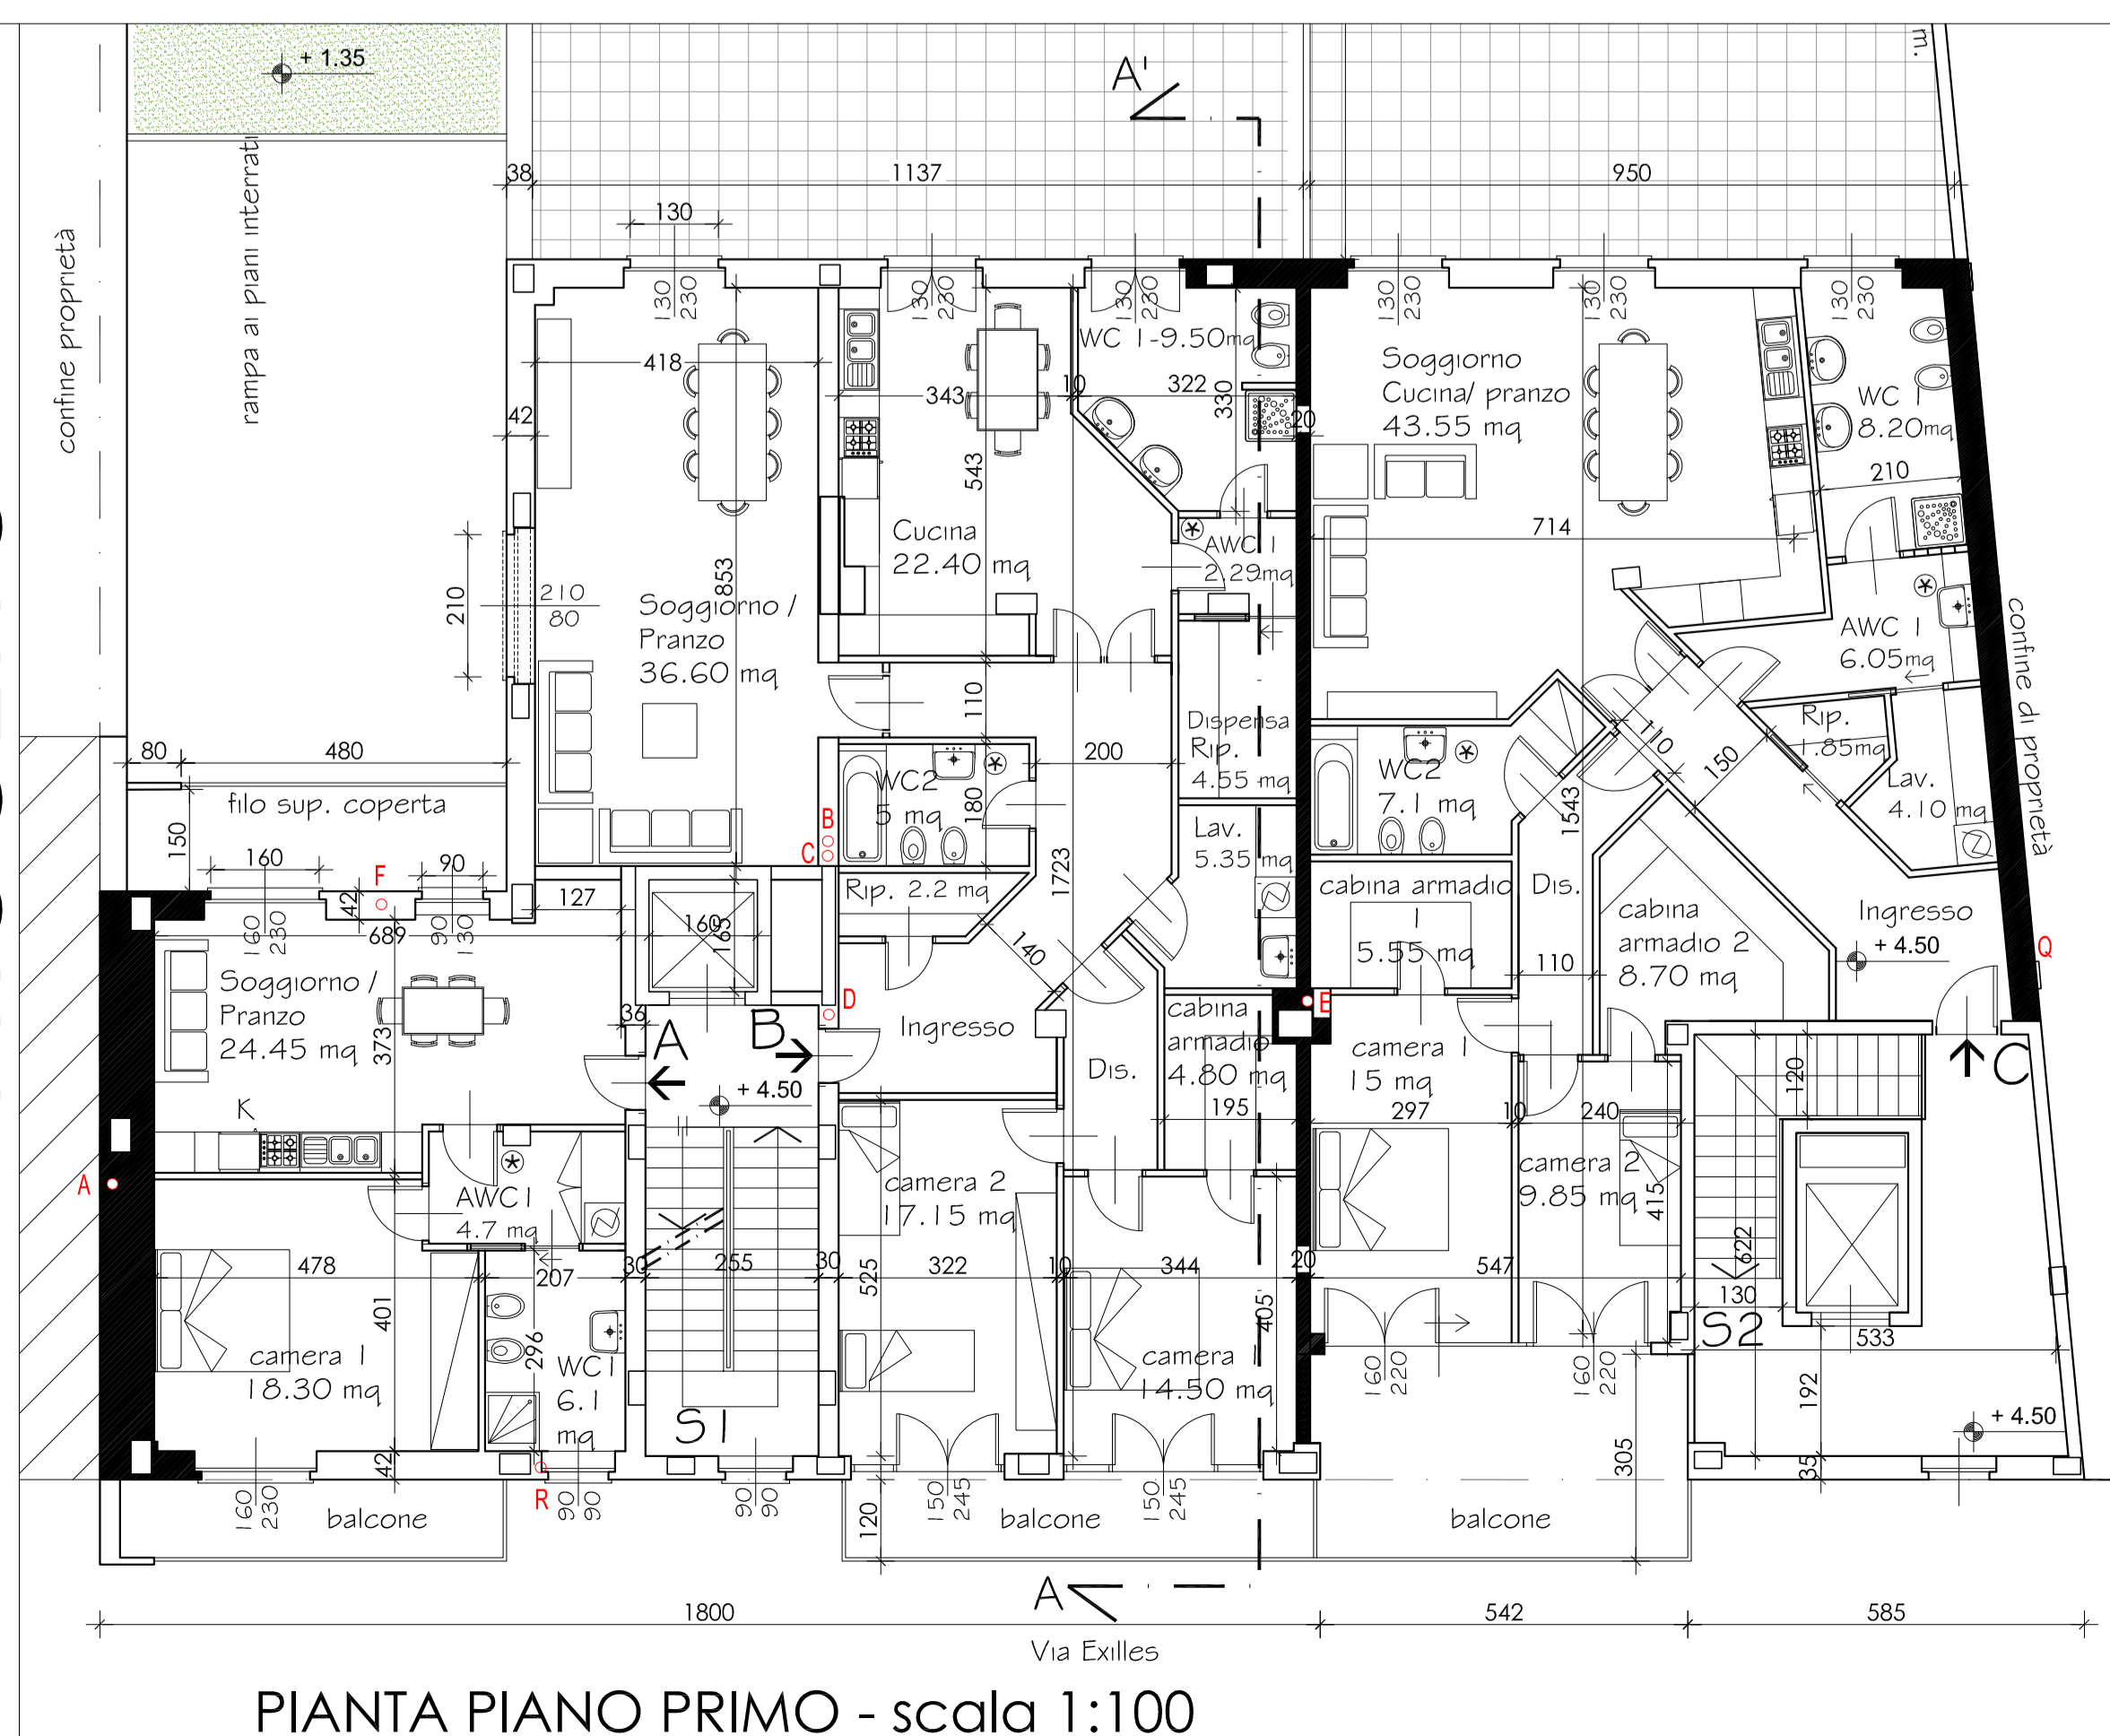 + 1.35
A'
m.
38
1137
950
130
confine proprietà
rampa ai piani interrati
130
230
130
230
130
230
130
230
130
230
130
230
WC 1-9.50mq
418
343
10
322
330
20
42
Soggiorno
Cucina/ pranzo
43.55 mq
WC 1
8.20mq
210
543
714
Cucina
22.40 mq
AWC 1
2.29mq
210
210
80
853
Soggiorno /
Pranzo
36.60 mq
AWC 1
6.05mq
confine di proprietà
110
Dispensa
Rip.
4.55 mq
200
Rip.
1.85mq
110
150
80
480
WC2
5 mq
180
WC2
7.1 mq
Lav.
4.10 mq
filo sup. coperta
150
B
C
Lav.
5.35 mq
1543
160
F
90
42
1723
127
Rip. 2.2 mq
160
165
cabina armadio
1
5.55 mq
Dis.
cabina
armadio 2
8.70 mq
Ingresso
+ 4.50
Q
689
160
230
90
130
140
110
Soggiorno /
Pranzo
24.45 mq
373
36
A
B
D
Ingresso
cabina
armadio
4.80 mq
E
camera 1
15 mq
120
C
Dis.
+ 4.50
K
195
297
10
240
A
AWC1
4.7 mq
camera 2
17.15 mq
camera 2
9.85 mq
415
622
478
207
30
255
30
525
322
10
344
20
547
130
401
296
405
S2
533
camera 1
18.30 mq
WC1
6.1
mq
camera 1
14.50 mq
160
220
160
220
192
S1
+ 4.50
42
305
35
R
160
230
balcone
90
90
90
90
120
150
245
balcone
150
245
balcone
A
1800
542
585
Via Exilles
PIANTA PIANO PRIMO - scala 1:100